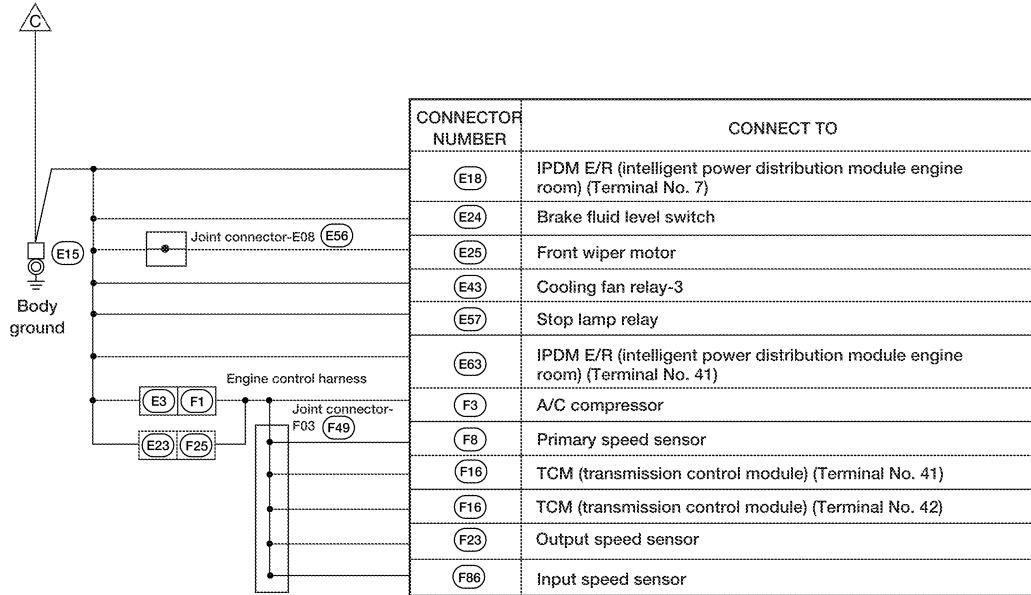 C
CONNECTOR
NUMBER
CONNECT TO
E18
IPDM E/R (intelligent power distribution module engine
room) (Terminal No. 7)
E24
Brake fluid level switch
Joint connector-E08 E56
E25
Front wiper motor
E15
Body
ground
E43
Cooling fan relay-3
E57
Stop lamp relay
E63
IPDM E/R (intelligent power distribution module engine
room) (Terminal No. 41)
Engine control harness
E3 F1
F3
A/C compressor
Joint connector-
F03 F49
E23 F25
F8
Primary speed sensor
F16
TCM (transmission control module) (Terminal No. 41)
F16
TCM (transmission control module) (Terminal No. 42)
F23
Output speed sensor
F86
Input speed sensor